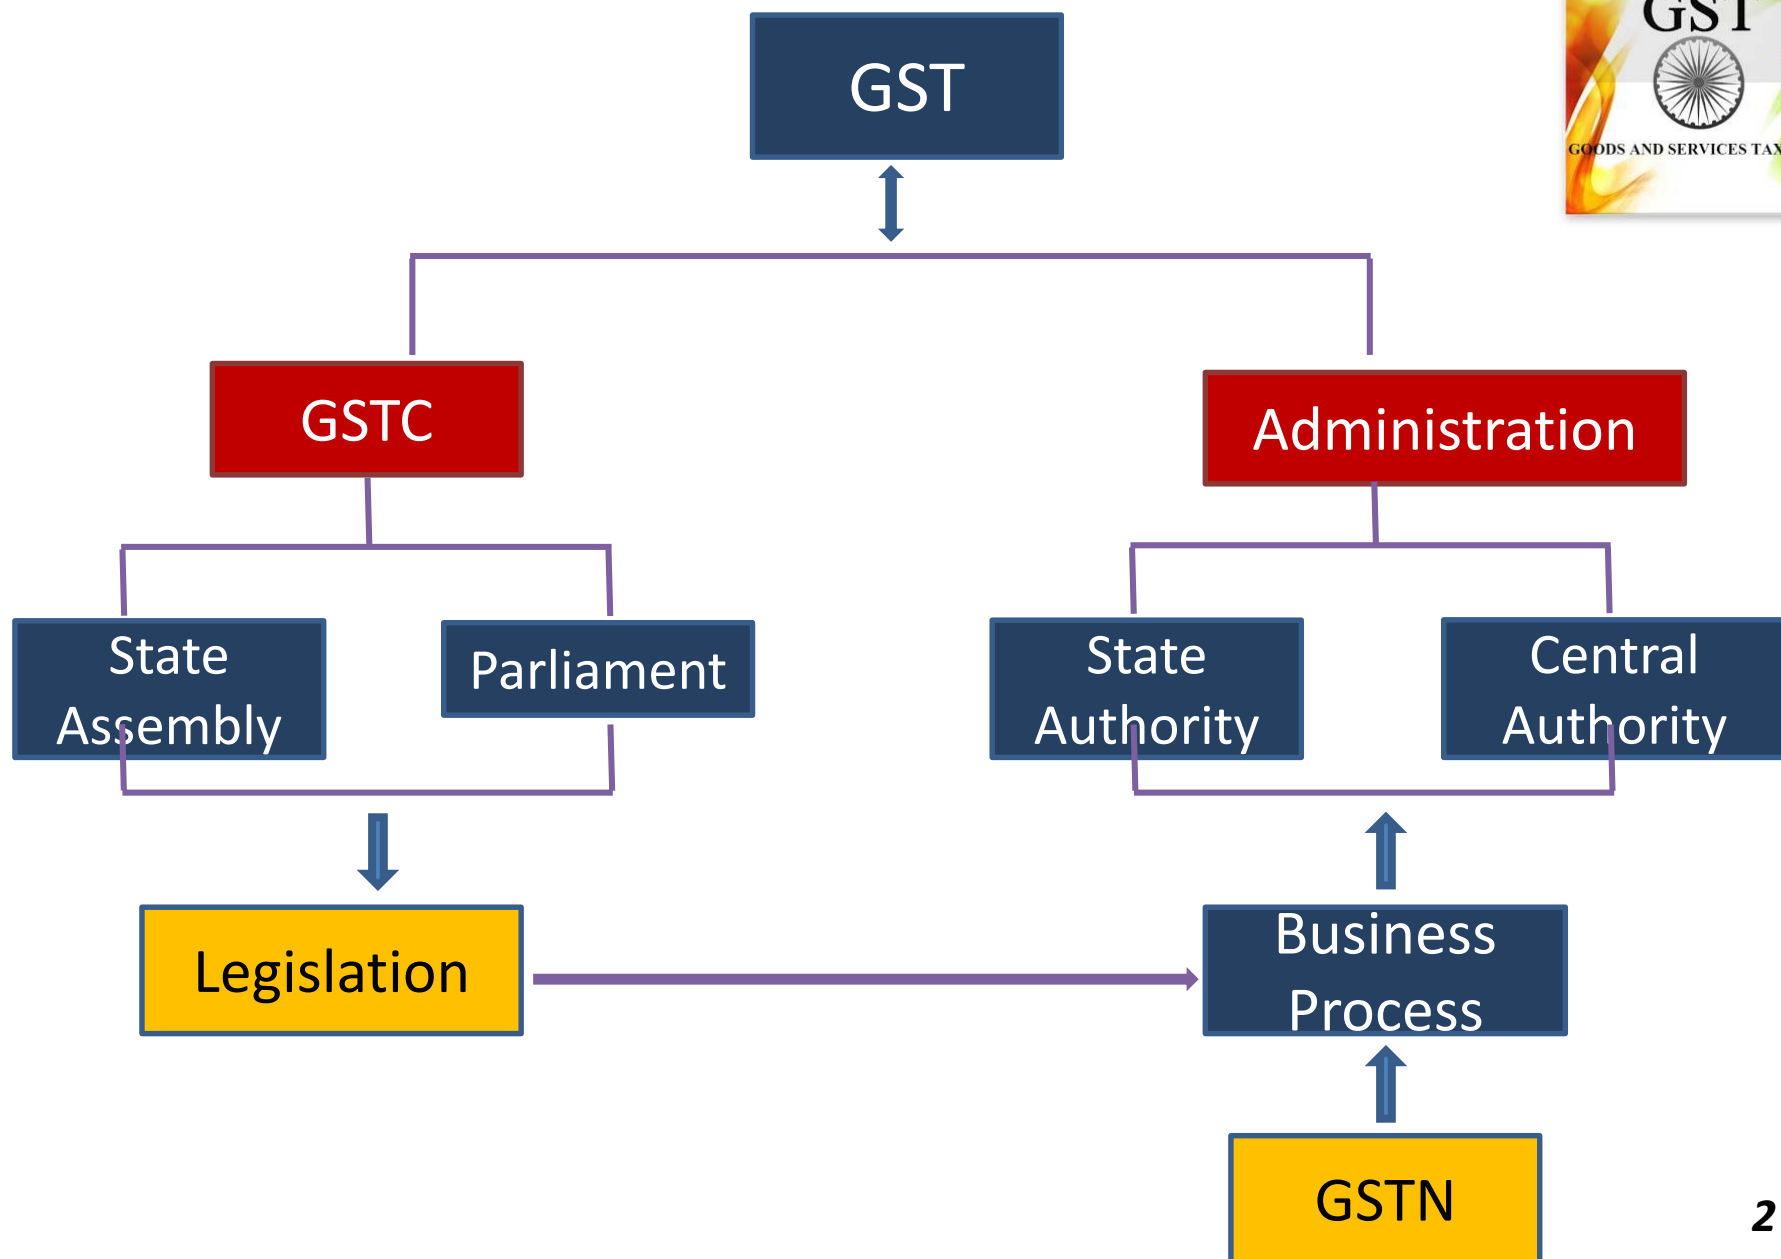 GST
GST
GOODS AND SERVICES TAX
GSTC
Administration
State
Assembly
Parliament
State
Authority
Central
Authority
Legislation
Business
Process
GSTN
2